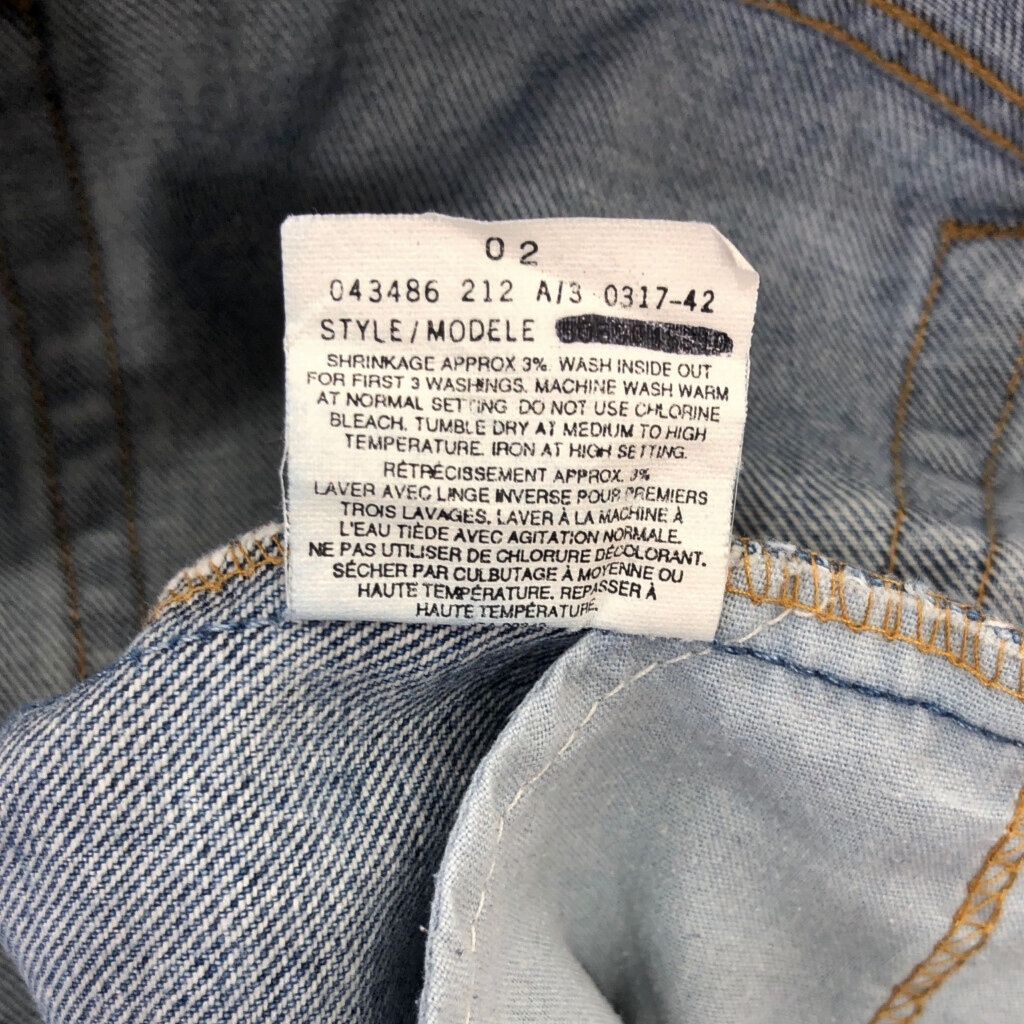 02
043486 212 A/3 0317-42
STYLE/MODELE
SHRINKAGE APPROX 3%. WASH INSIDE OUT
FOR FIRST 3 WASHINGS. MACHINE WASH WARM
AT NORMAL SETTING DO NOT USE CHLORINE
BLEACH. TUMBLE DRY AT MEDIUM TO HIGH
TEMPERATURE. IRON AT HIGH SETTING.
RÉTRÉCISSEMENT APPROX. 3%
LAVER AVEC LINGE INVERSE POUR PREMIERS
TROIS LAVAGES. LAVER À LA MACHINE À
L'EAU TIÈDE AVEC AGITATION NORMALE.
NE PAS UTILISER DE CHLORURE DÉCOLORANT.
SÉCHER PAR CULBUTAGE À MOYENNE OU
HAUTE TEMPÉRATURE. REPASSER À
HAUTE TEMPÉRATURE.